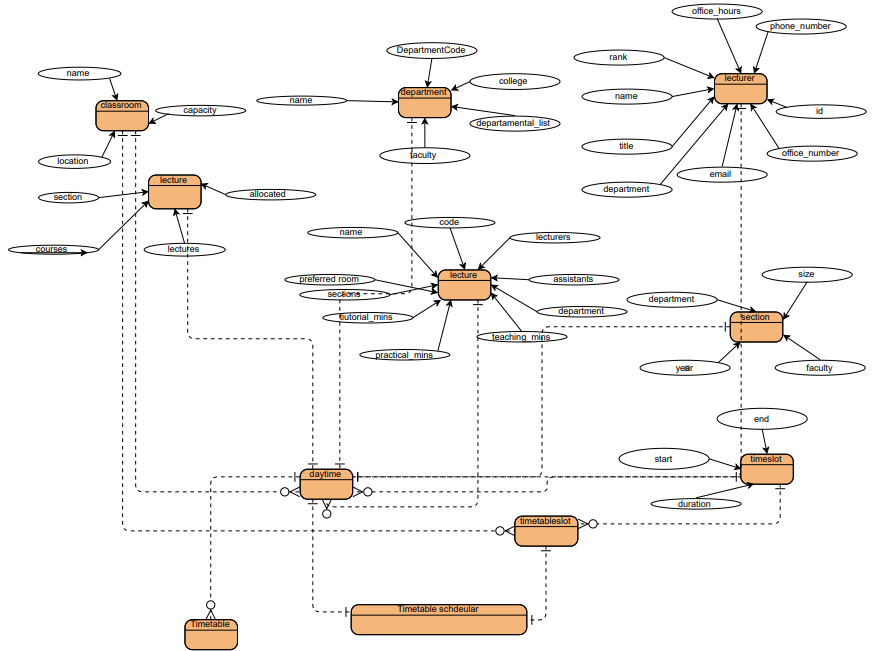 office_hours
phone_number
DepartmentCode
rank
name
classroom
capacity
location
name
department
college
departamental_list
faculty
lecturer
name
id
title
office_number
email
department
lecture
section
allocated
courses
lectures
code
name
lecturers
preferred room
lecture
assistants
sections
department
tutorial_mins
teaching_mins
practical_mins
size
department
section
faculty
end
start
timeslot
duration
daytime
timetableslot
Timetable schdeular
Timetable